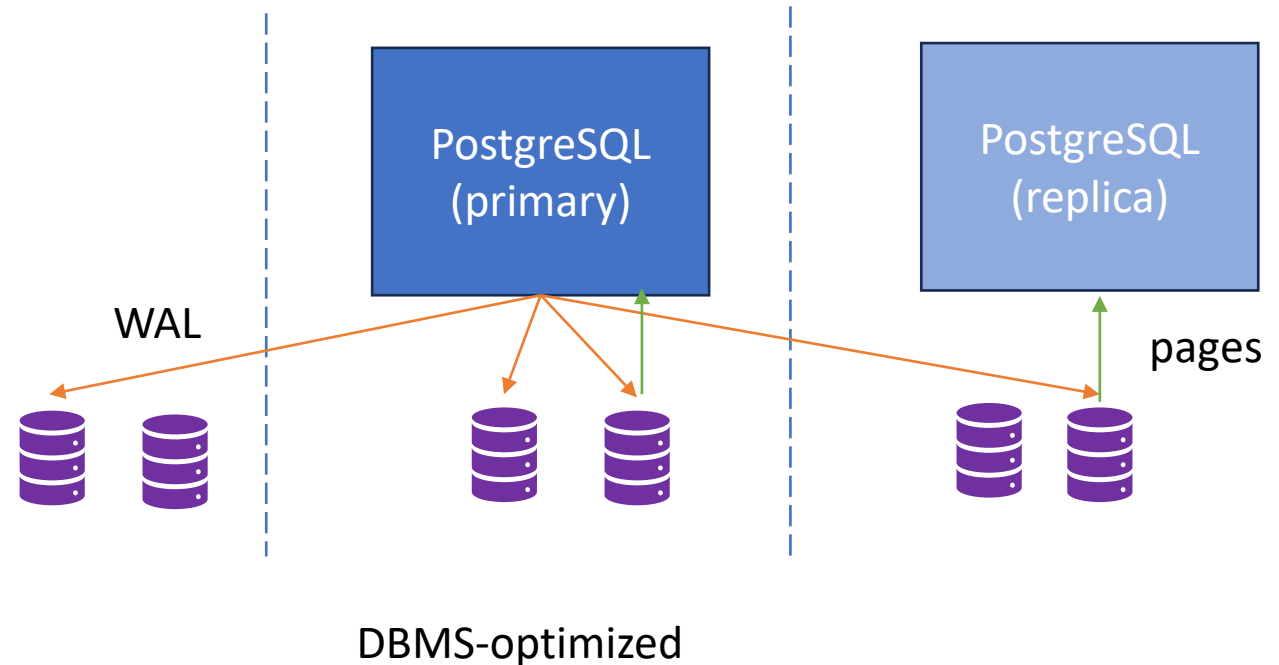 PostgreSQL
(primary)
PostgreSQL
(replica)
WAL
pages
DBMS-optimized